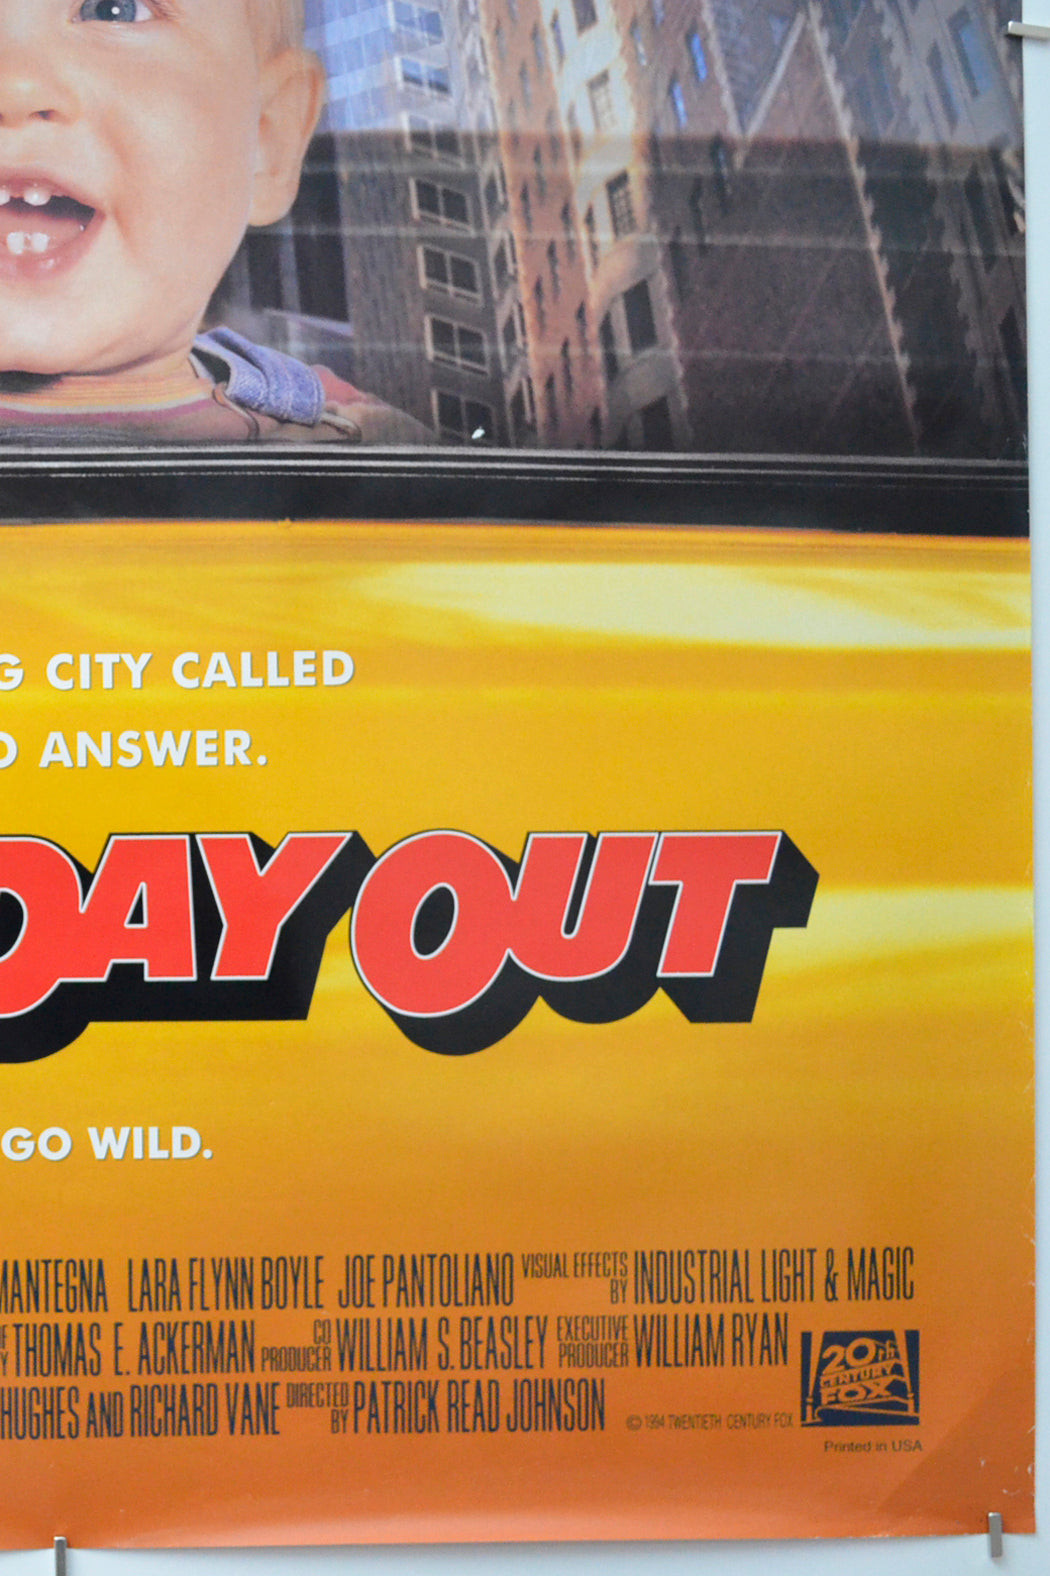 G CITY CALLED
O ANSWER.
DAY OUT
GO WILD.
MANTEGNA LARA FLYNN BOYLE JOE PANTOLIANO VISUAL EFFECTS BY INDUSTRIAL LIGHT & MAGIC
THOMAS E. ACKERMAN CO PRODUCER WILLIAM S. BEASLEY EXECUTIVE PRODUCER WILLIAM RYAN
HUGHES AND RICHARD VANE DIRECTED BY PATRICK READ JOHNSON © 1994 TWENTIETH CENTURY FOX
20TH
CENTURY
FOX
Printed in USA